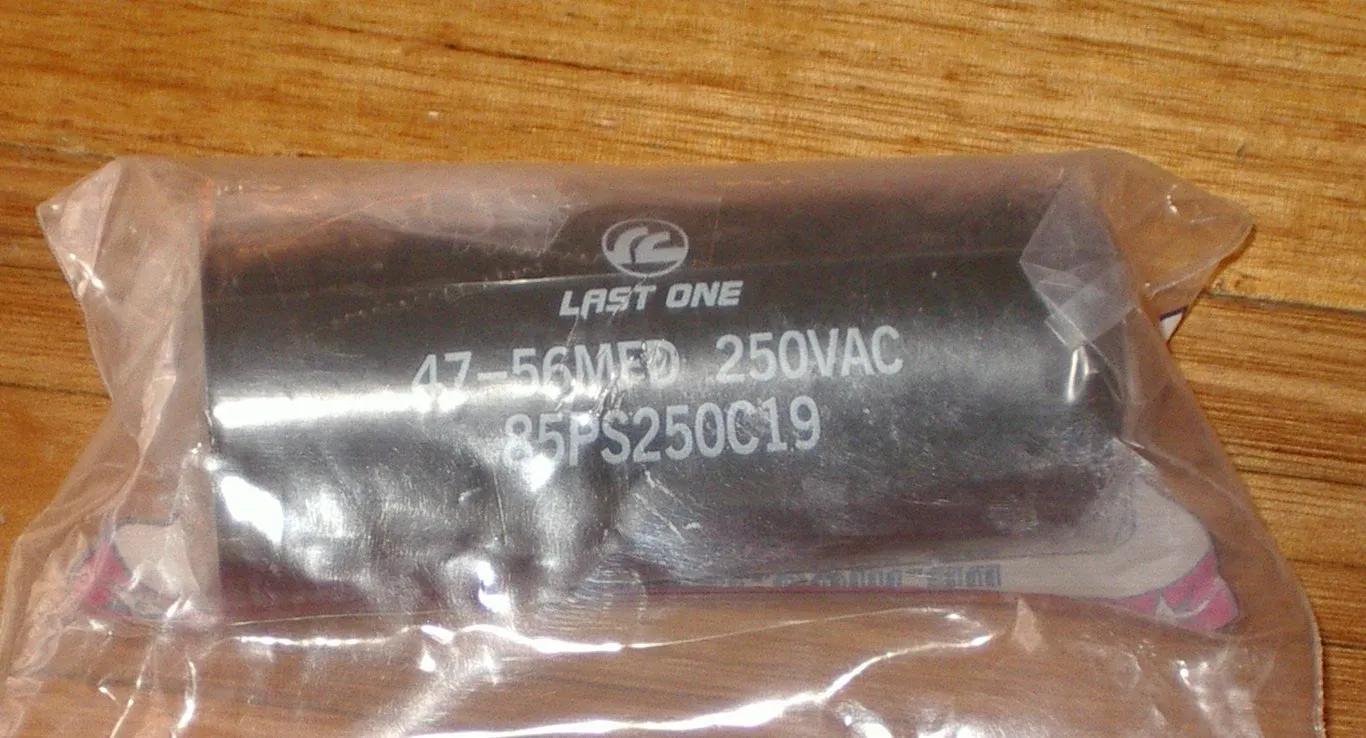 LAST ONE
47-56MFD 250VAC
85PS250C19